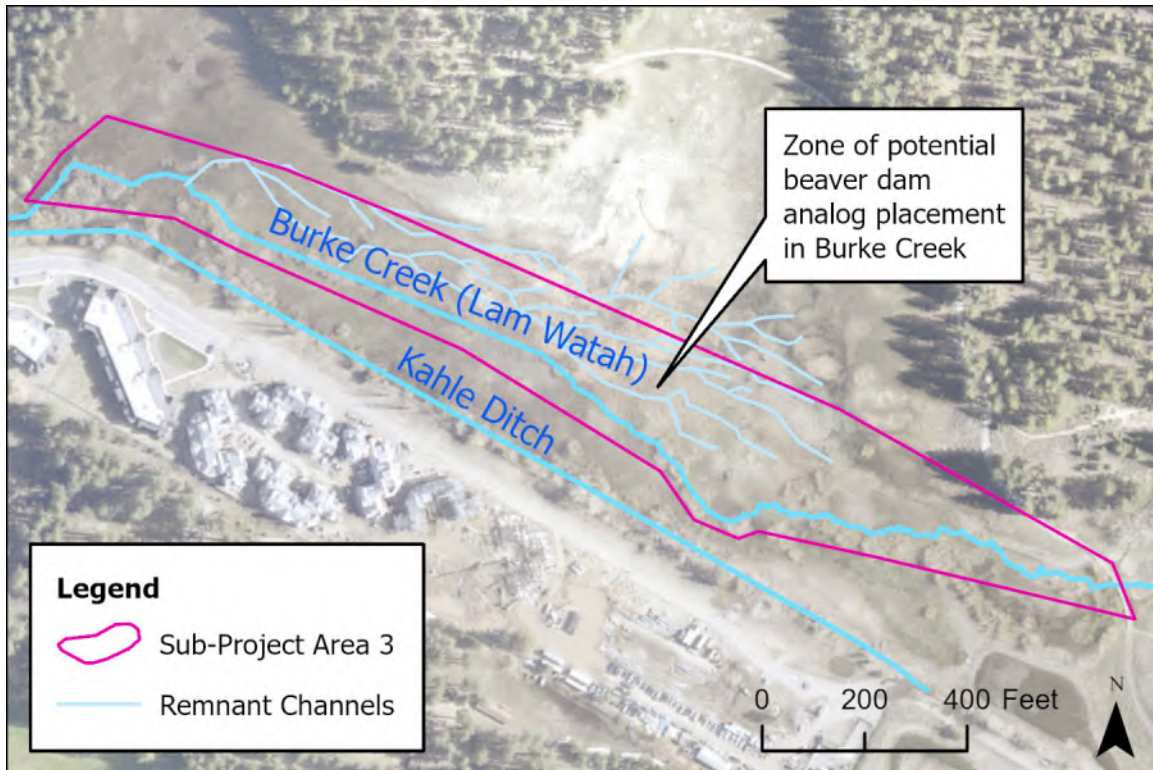 Zone of potential
beaver dam
analog placement
in Burke Creek
Burke Creek (Lam Watah)
Kahle Ditch
Legend
Sub-Project Area 3
Remnant Channels
0 200 400 Feet
N